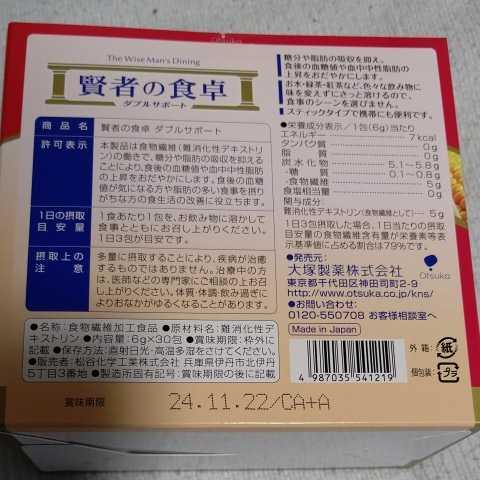 The Wise Man's Dining
賢者の食卓
ダブルサポート
商品名
賢者の食卓 ダブルサポート
許可表示
本製品は食物繊維(難消化性デキストリン)
の働きで、糖分や脂肪の吸収を抑える
ことにより、食後の血糖値や血中中性脂肪
の上昇をおだやかにします。食後の血糖
値が気になる方や脂肪の多い食事を摂り
がちな方の食生活の改善に役立ちます。
1日の摂取
目安量
1食あたり1包を、お飲み物に溶かして
食事とともにお召し上がりください。
1日3包が目安です。
摂取上の
注意
多量に摂取することにより、疾病が治癒
するものではありません。治療中の方
は、医師などの専門家にご相談の上お召
し上がりください。体質・体調・飲み過ぎに
よりおなかがゆるくなることがあります。
●名称:食物繊維加工食品 ●原材料名:難消化性デ
キストリン ●内容量:6g×30包 ●賞味期限:枠外に
記載 ●保存方法:直射日光・高温多湿をさけてください。
●販売者:松谷化学工業株式会社 兵庫県伊丹市北伊丹
5丁目3番地 ●製造所固有記号:賞味期限の後に記載
賞味期限
24.11.22/CA+A
糖分や脂肪の吸収を抑え、
食後の血糖値や血中中性脂肪の
上昇をおだやかにします。
お水・緑茶・紅茶など、色々な飲み物に
味を変えずにさっと溶けるので、
食事のシーンを選びません。
スティックタイプで携帯にも便利です。
●栄養成分表示/1包(6g)当たり
エネルギー 7kcal
タンパク質 0g
脂質 0g
炭水化物 5.1~5.8g
-糖質 0.1~0.8g
-食物繊維 5g
食塩相当量 0g
関与成分
難消化性デキストリン(食物繊維として) 5g
1日3包摂取した場合、1日当たりの摂取
目安量の食物繊維含有量が栄養素等表
示基準値に占める割合は79%です。
●発売元:
大塚製薬株式会社
Otsuka
東京都千代田区神田司町2-9
www.otsuka.co.jp/kns/
●お問い合わせ:
0120-550708 お客様相談室へ
Made in Japan
外箱:
紙
個包装:
プラ
4 987035 541219